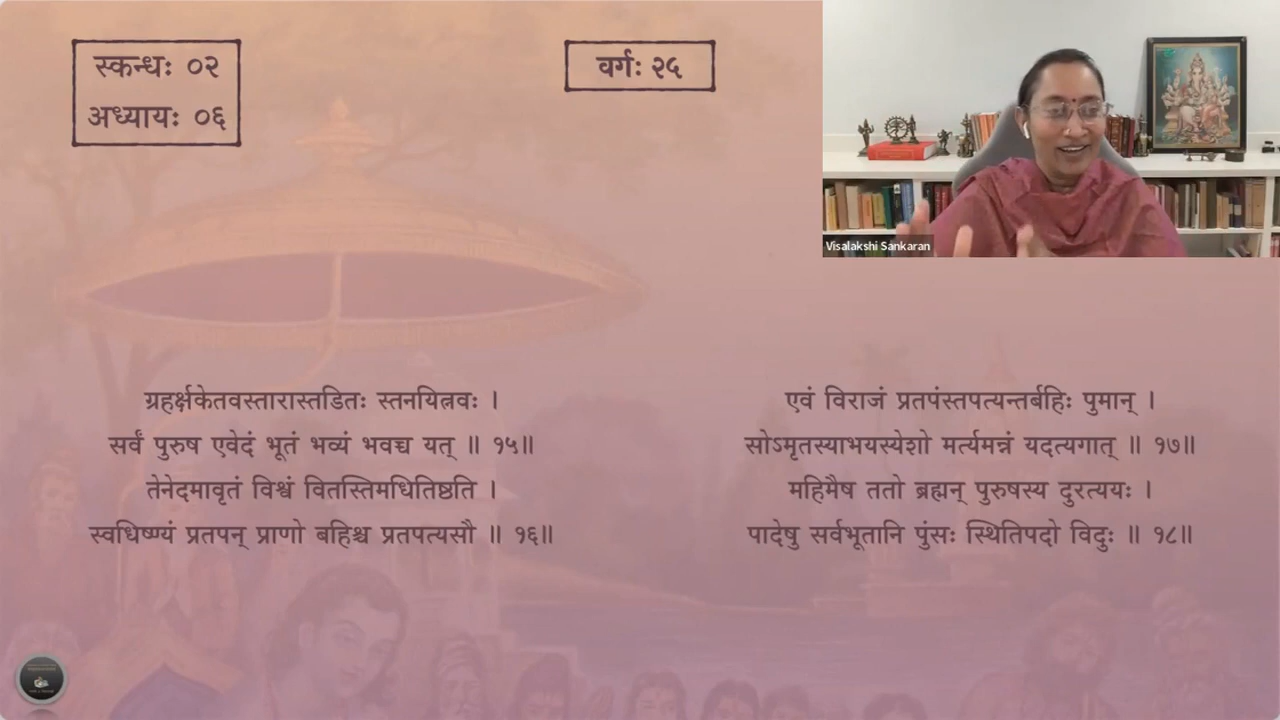 स्कन्धः ०२
अध्यायः ०६
वर्गः २५
Visalakshi Sankaran
ग्रहर्क्षकेतवस्तारास्तडितः स्तनयित्नवः ।
सर्वं पुरुष एवेदं भूतं भव्यं भवच्च यत् ॥ १५॥
तेनेदमावृतं विश्वं वितस्तिमधितिष्ठति ।
स्वधिष्ण्यं प्रतपन् प्राणो बहिश्च प्रतपत्यसौ ॥ १६॥
एवं विराजं प्रतपंस्तपत्यन्तर्बहिः पुमान् ।
सोऽमृतस्याभयस्येशो मर्त्यमन्नं यदत्यगात् ॥ १७॥
महिमैष ततो ब्रह्मन् पुरुषस्य दुरत्ययः ।
पादेषु सर्वभूतानि पुंसः स्थितिपदो विदुः ॥ १८॥